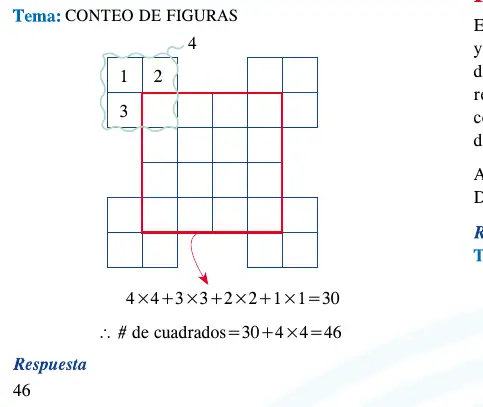 Tema: CONTEO DE FIGURAS
4
1 2
3
4×4+3×3+2×2+1×1=30
∴ # de cuadrados=30+4×4=46
Respuesta
46
E
y
d
re
c
d
A
D
R
T